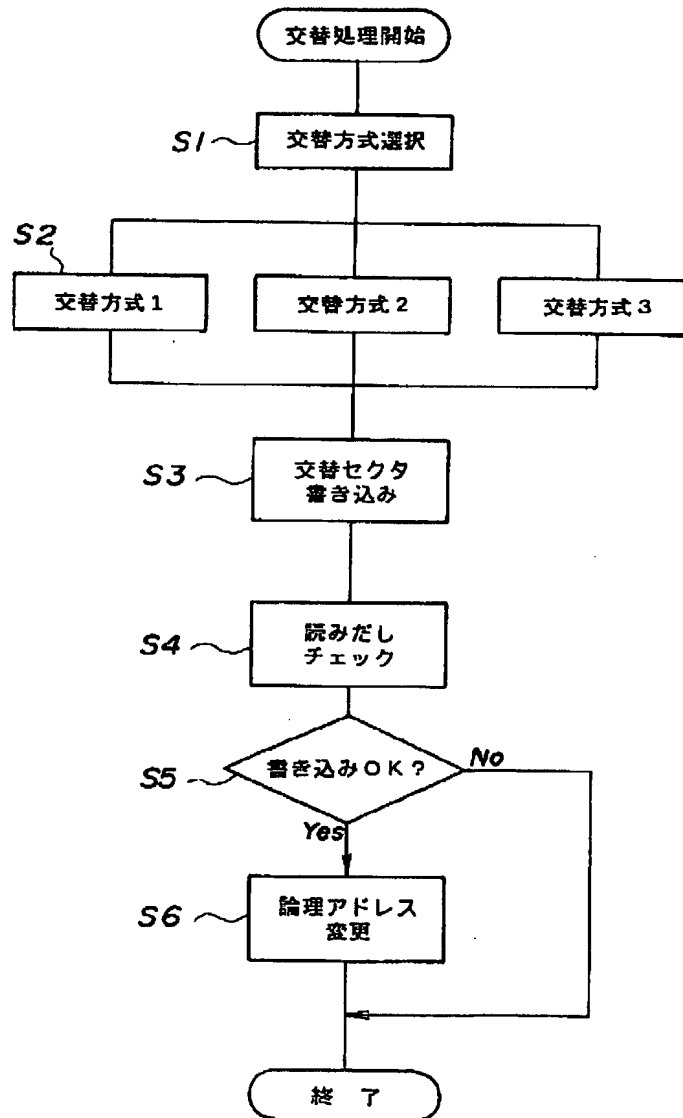 交替処理開始
S1
交替方式選択
S2
交替方式1
交替方式2
交替方式3
S3
交替セクタ
書き込み
S4
読みだし
チェック
S5
書き込みOK?
No
Yes
S6
論理アドレス
変更
終了